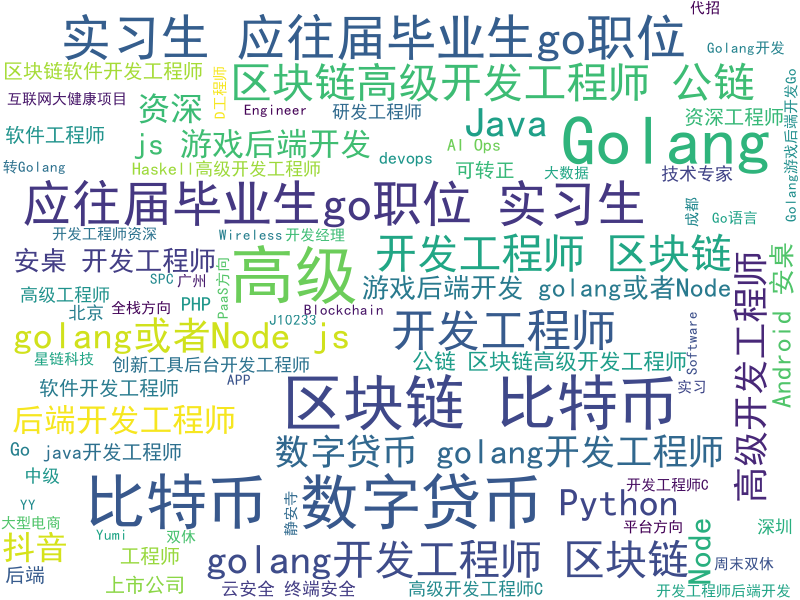 代招
实习生 应往届毕业生go职位
Golang开发
区块链软件开发工程师
D工程师
区块链高级开发工程师 公链
互联网大健康项目
资深
Engineer
研发工程师
Java
Golang
资深工程师
Golang游戏后端开发Go
软件工程师
js 游戏后端开发
AI Ops
devops
转Golang
Haskell高级开发工程师
可转正
大数据
技术专家
应往届毕业生go职位 实习生
成都
Go语言
开发工程师资深
Wireless
开发经理
安桌 开发工程师
PaaS方向
高级
开发工程师 区块链
高级开发工程师
Android 安桌
SPC
广州
游戏后端开发 golang或者Node
高级工程师
全栈方向
PHP
北京
Blockchain
J10233
golang或者Node js
开发工程师
Software
星链科技
创新工具后台开发工程师
公链 区块链高级开发工程师
APP
软件开发工程师
区块链 比特币
实习
后端开发工程师
数字贷币 golang开发工程师
Go
java开发工程师
中级
比特币 数字贷币
开发工程师C
YY
静安寺
Python
平台方向
大型电商
Yumi
双休
Node
深圳
抖音
工程师
golang开发工程师 区块链
周末双休
后端
上市公司
云安全 终端安全
高级开发工程师C
开发工程师后端开发